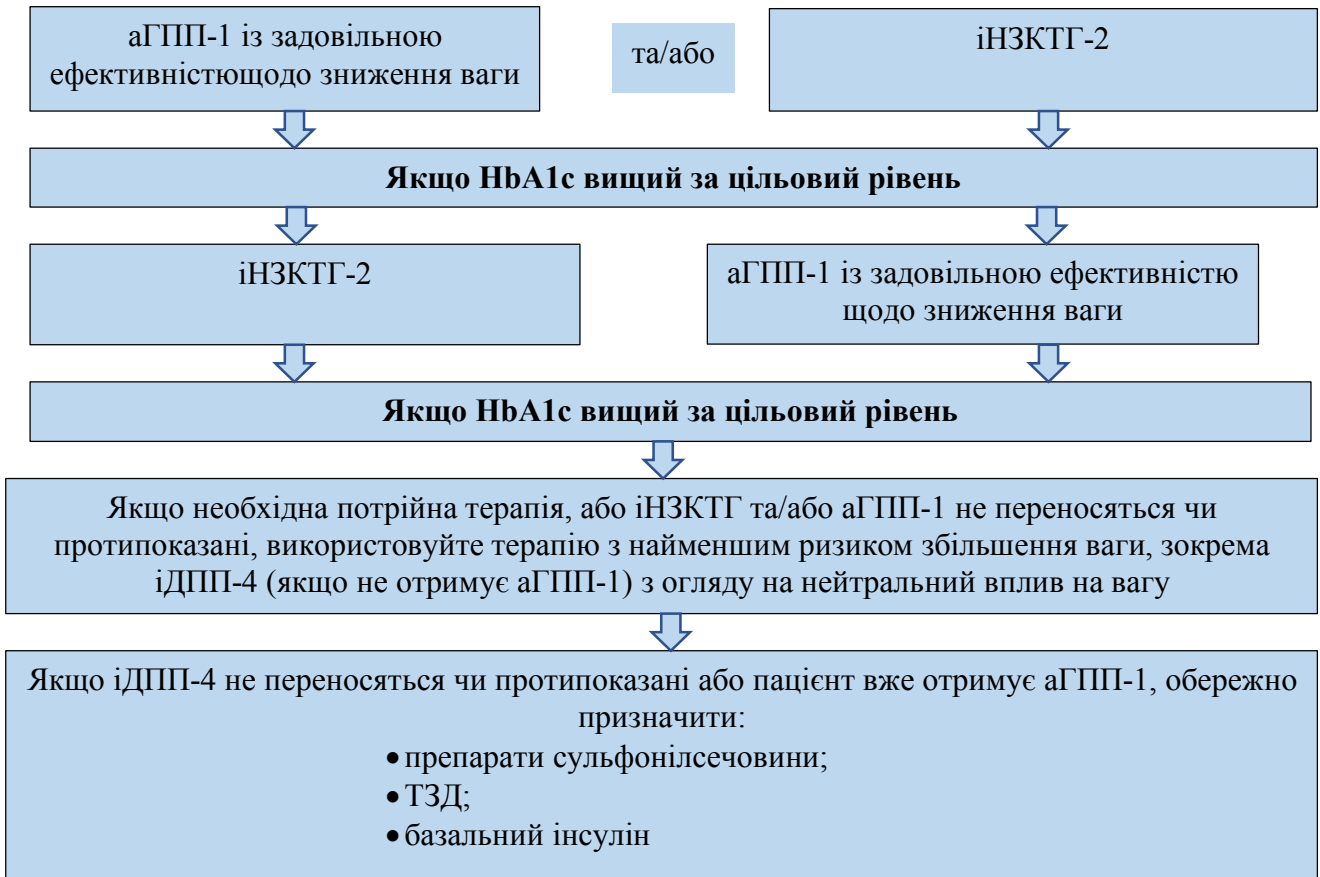 аГПП-1 із задовільною
ефективністющодо зниження ваги
та/або
іНЗКТГ-2
Якщо HbA1c вищий за цільовий рівень
іНЗКТГ-2
аГПП-1 із задовільною ефективністю
щодо зниження ваги
Якщо HbA1c вищий за цільовий рівень
Якщо необхідна потрійна терапія, або іНЗКТГ та/або аГПП-1 не переносяться чи
протипоказані, використовуйте терапію з найменшим ризиком збільшення ваги, зокрема
іДПП-4 (якщо не отримує аГПП-1) з огляду на нейтральний вплив на вагу
Якщо іДПП-4 не переносяться чи протипоказані або пацієнт вже отримує аГПП-1, обережно
призначити:
• препарати сульфонілсечовини;
• ТЗД;
• базальний інсулін